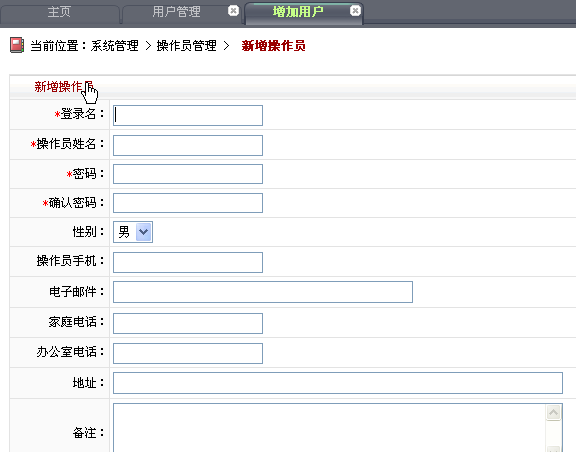 主页 用户管理 增加用户
当前位置：系统管理 > 操作员管理 > 新增操作员
新增操作员
*登录名：
*操作员姓名：
*密码：
*确认密码：
性别： 男
操作员手机：
电子邮件：
家庭电话：
办公室电话：
地址：
备注：